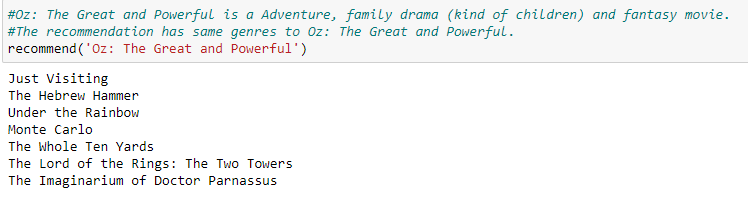 #Oz: The Great and Powerful is a Adventure, family drama (kind of children) and fantasy movie.
#The recommendation has same genres to Oz: The Great and Powerful.
recommend('Oz: The Great and Powerful')
Just Visiting
The Hebrew Hammer
Under the Rainbow
Monte Carlo
The Whole Ten Yards
The Lord of the Rings: The Two Towers
The Imaginarium of Doctor Parnassus